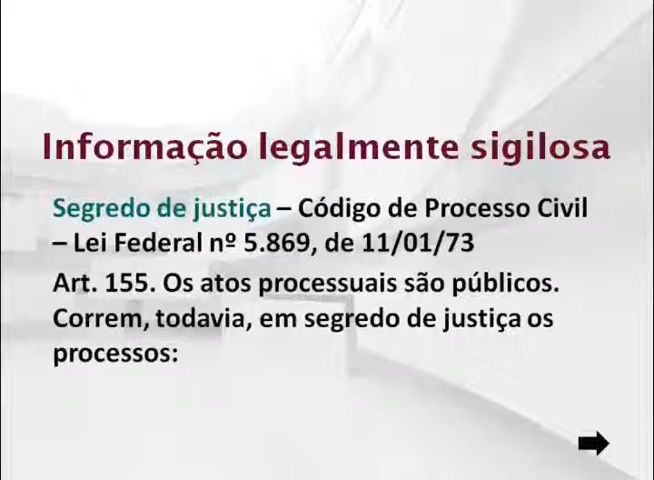 Informação legalmente sigilosa
Segredo de justiça – Código de Processo Civil
– Lei Federal nº 5.869, de 11/01/73
Art. 155. Os atos processuais são públicos.
Correm, todavia, em segredo de justiça os
processos: